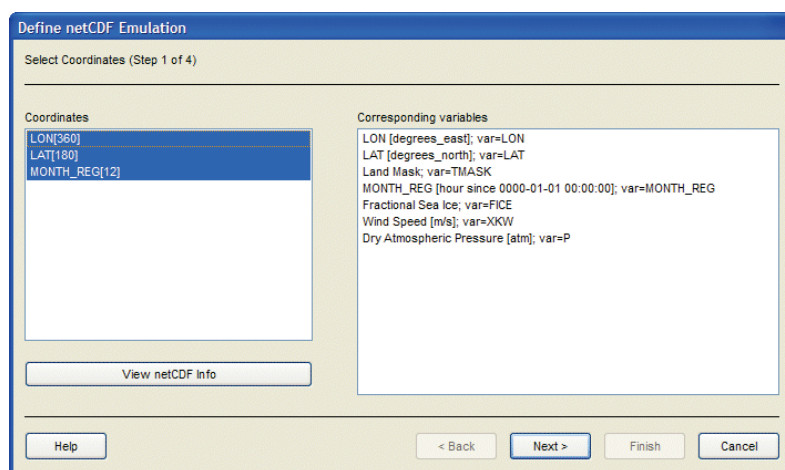 Define netCDF Emulation
Select Coordinates (Step 1 of 4)
Coordinates
LON[360]
LAT[180]
MONTH_REG[12]
View netCDF Info
Corresponding variables
LON [degrees_east]; var=LON
LAT [degrees_north]; var=LAT
Land Mask; var=TMASK
MONTH_REG [hour since 0000-01-01 00:00:00]; var=MONTH_REG
Fractional Sea Ice; var=FICE
Wind Speed [m/s]; var=XKW
Dry Atmospheric Pressure [atm]; var=P
Help
< Back
Next >
Finish
Cancel